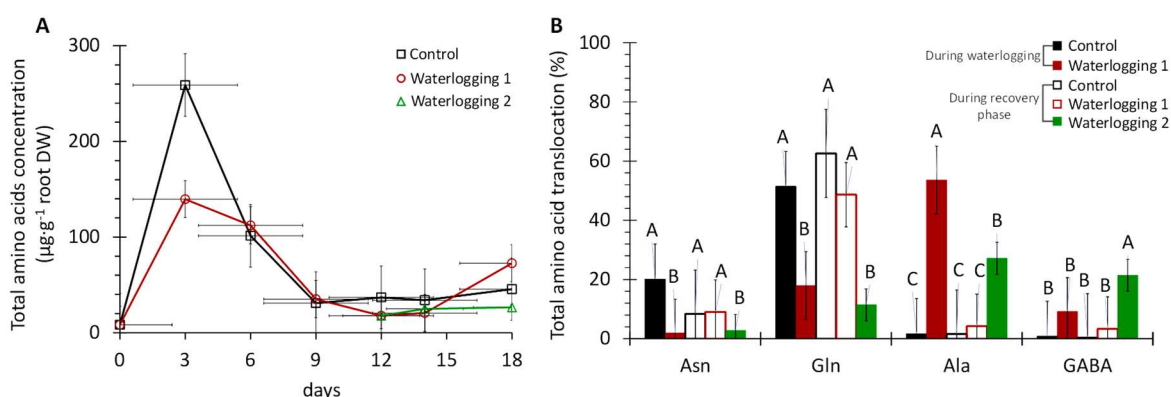 A
Total amino acids concentration
(µg·g⁻¹ root DW)
300
200
100
0
0
3
6
9
12
15
18
days
Control
Waterlogging 1
Waterlogging 2
B
Total amino acid translocation (%)
100
80
60
40
20
0
During waterlogging
Control
Waterlogging 1
During recovery
phase
Control
Waterlogging 1
Waterlogging 2
A
B
A
A
B
A
B
A
A
B
C
A
C
C
B
B
B
B
B
A
Asn
Gln
Ala
GABA